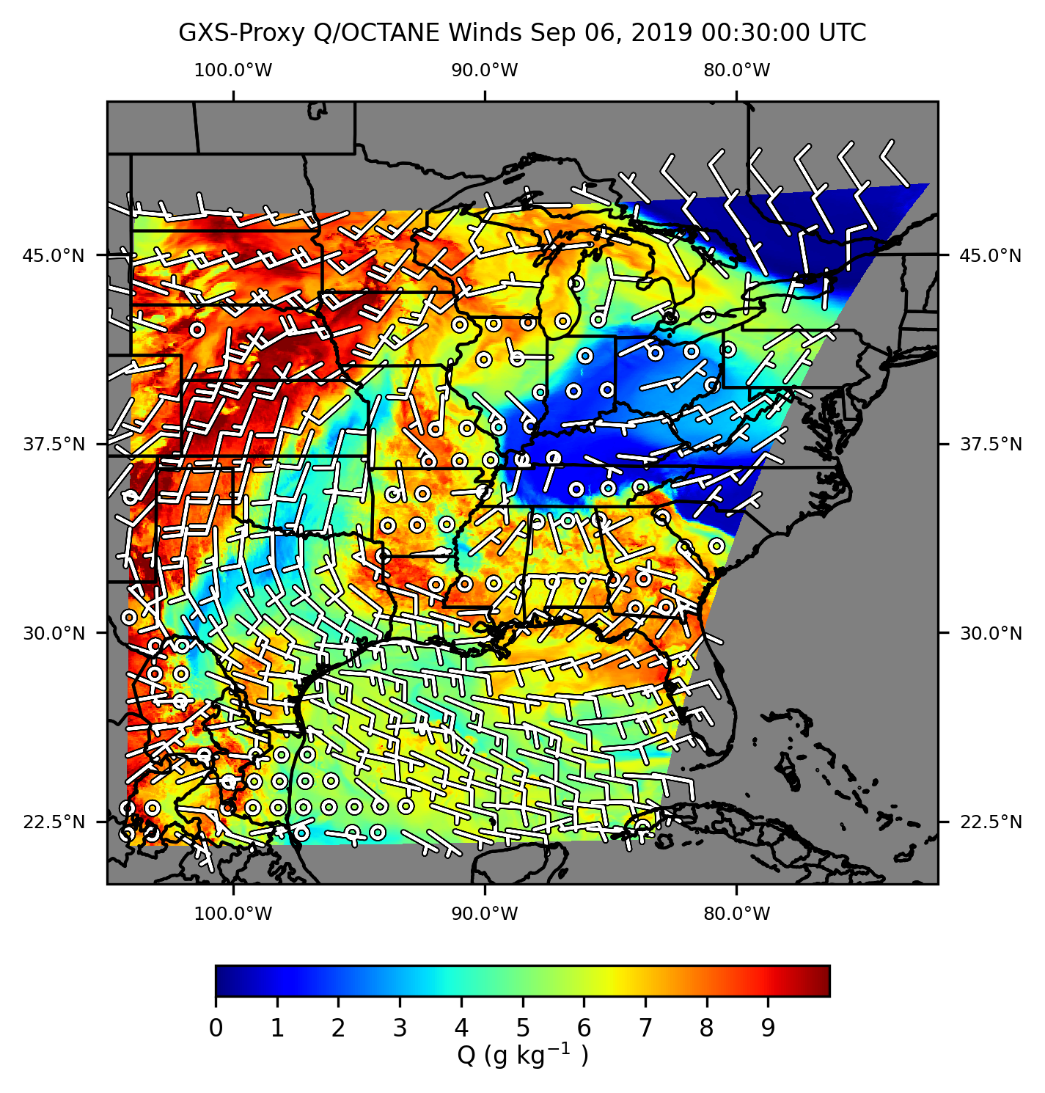 GXS-Proxy Q/OCTANE Winds Sep 06, 2019 00:30:00 UTC
100.0°W 90.0°W 80.0°W
45.0°N 45.0°N
37.5°N 37.5°N
30.0°N 30.0°N
22.5°N 22.5°N
100.0°W 90.0°W 80.0°W
0 1 2 3 4 5 6 7 8 9
Q (g kg⁻¹ )